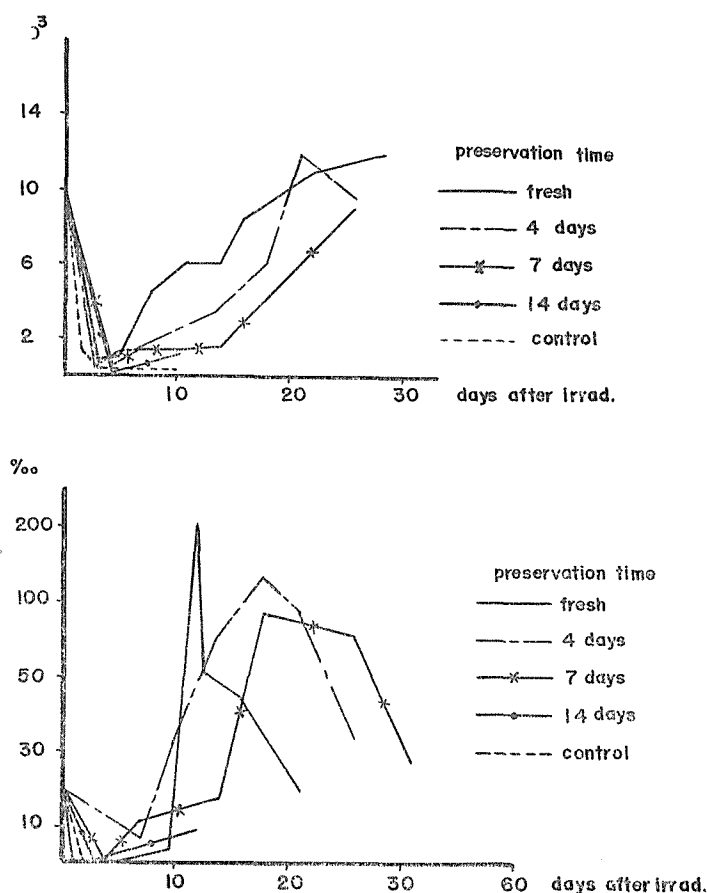 3
14
10
6
2
10 20 30 days after irrad.
preservation time
fresh
4 days
7 days
14 days
control
‰
200
100
50
30
10
10 20 60 days after irrad.
preservation time
fresh
4 days
7 days
14 days
control